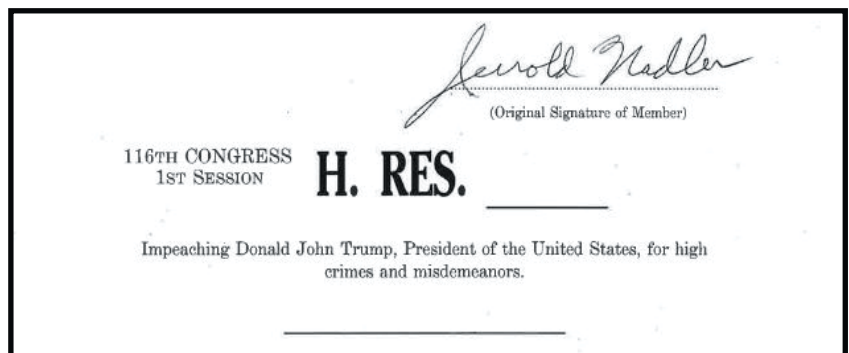 Jerrold Nadler
(Original Signature of Member)
116TH CONGRESS
1ST SESSION
H. RES.
Impeaching Donald John Trump, President of the United States, for high
crimes and misdemeanors.